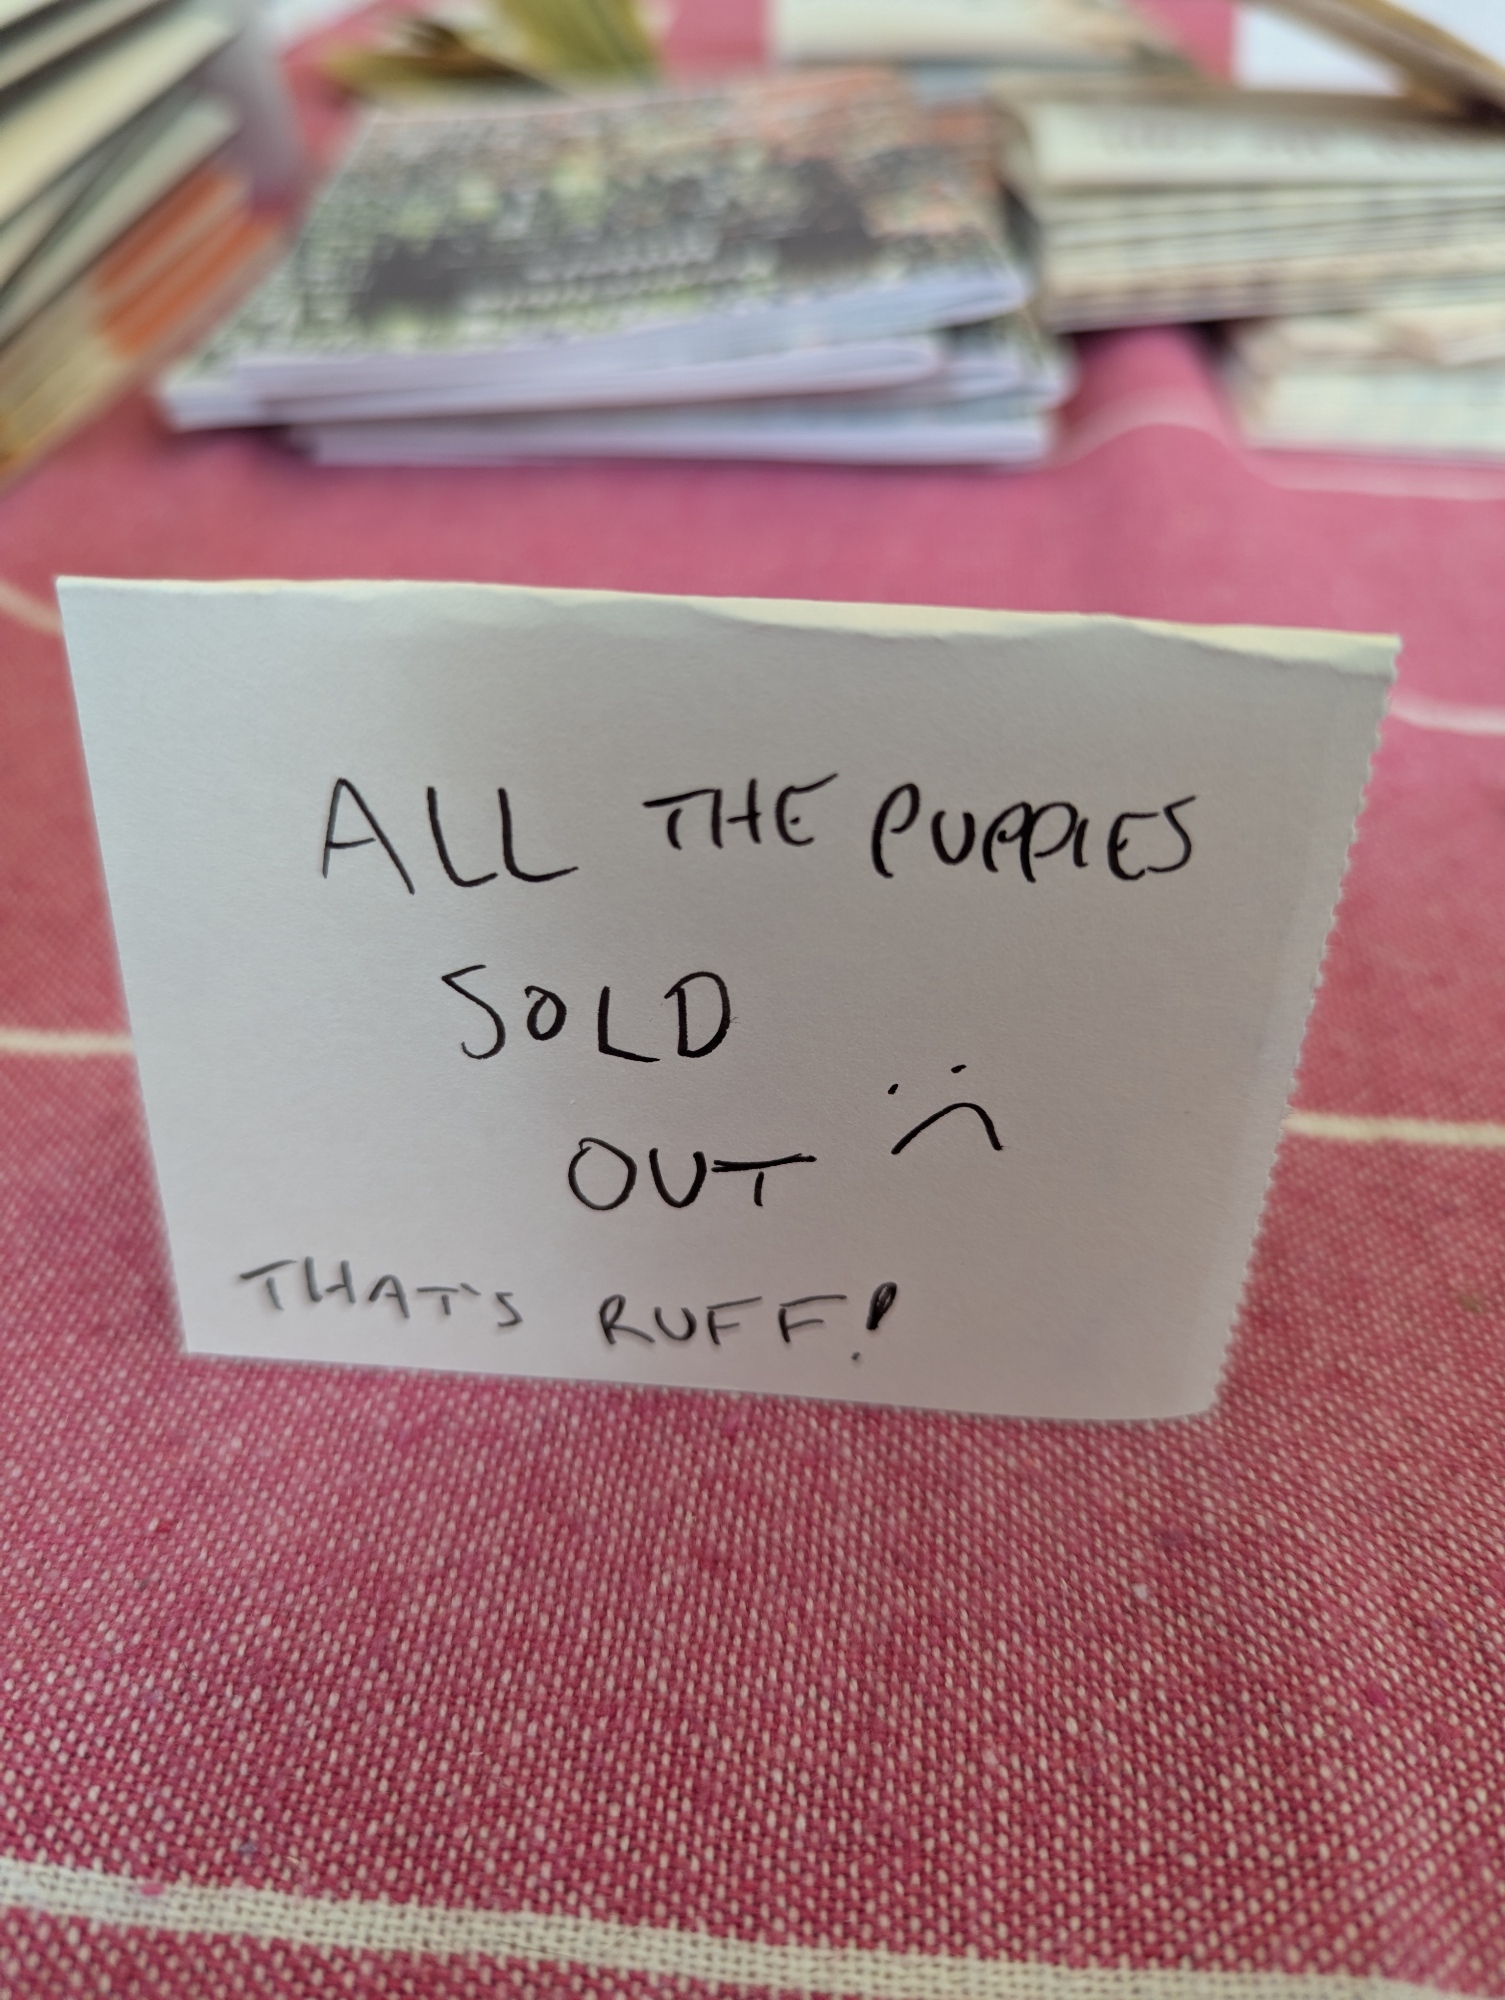 ALL THE PUPPIES
SOLD
OUT :(
THAT'S RUFF!